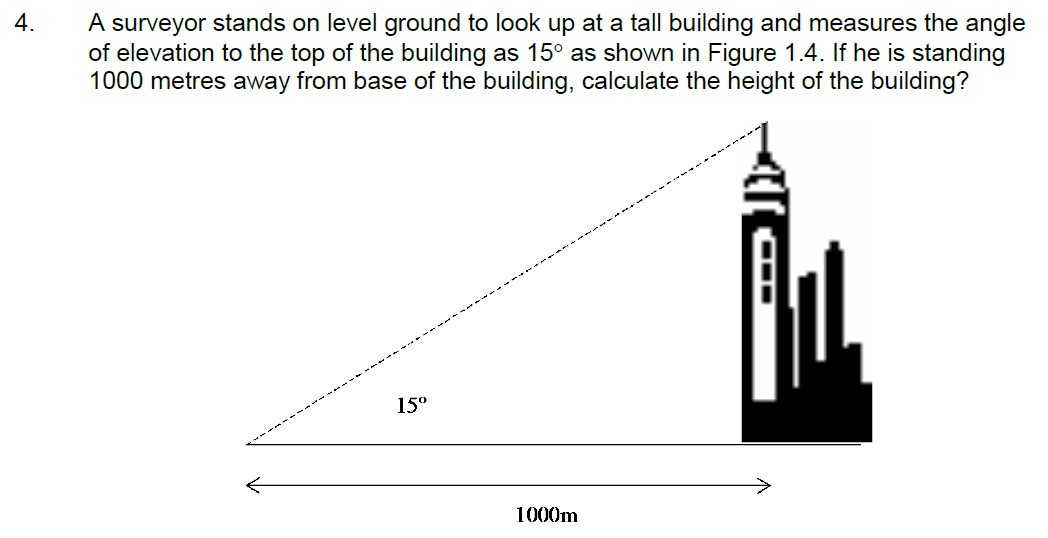 4. A surveyor stands on level ground to look up at a tall building and measures the angle
of elevation to the top of the building as 15° as shown in Figure 1.4. If he is standing
1000 metres away from base of the building, calculate the height of the building?
15°
1000m